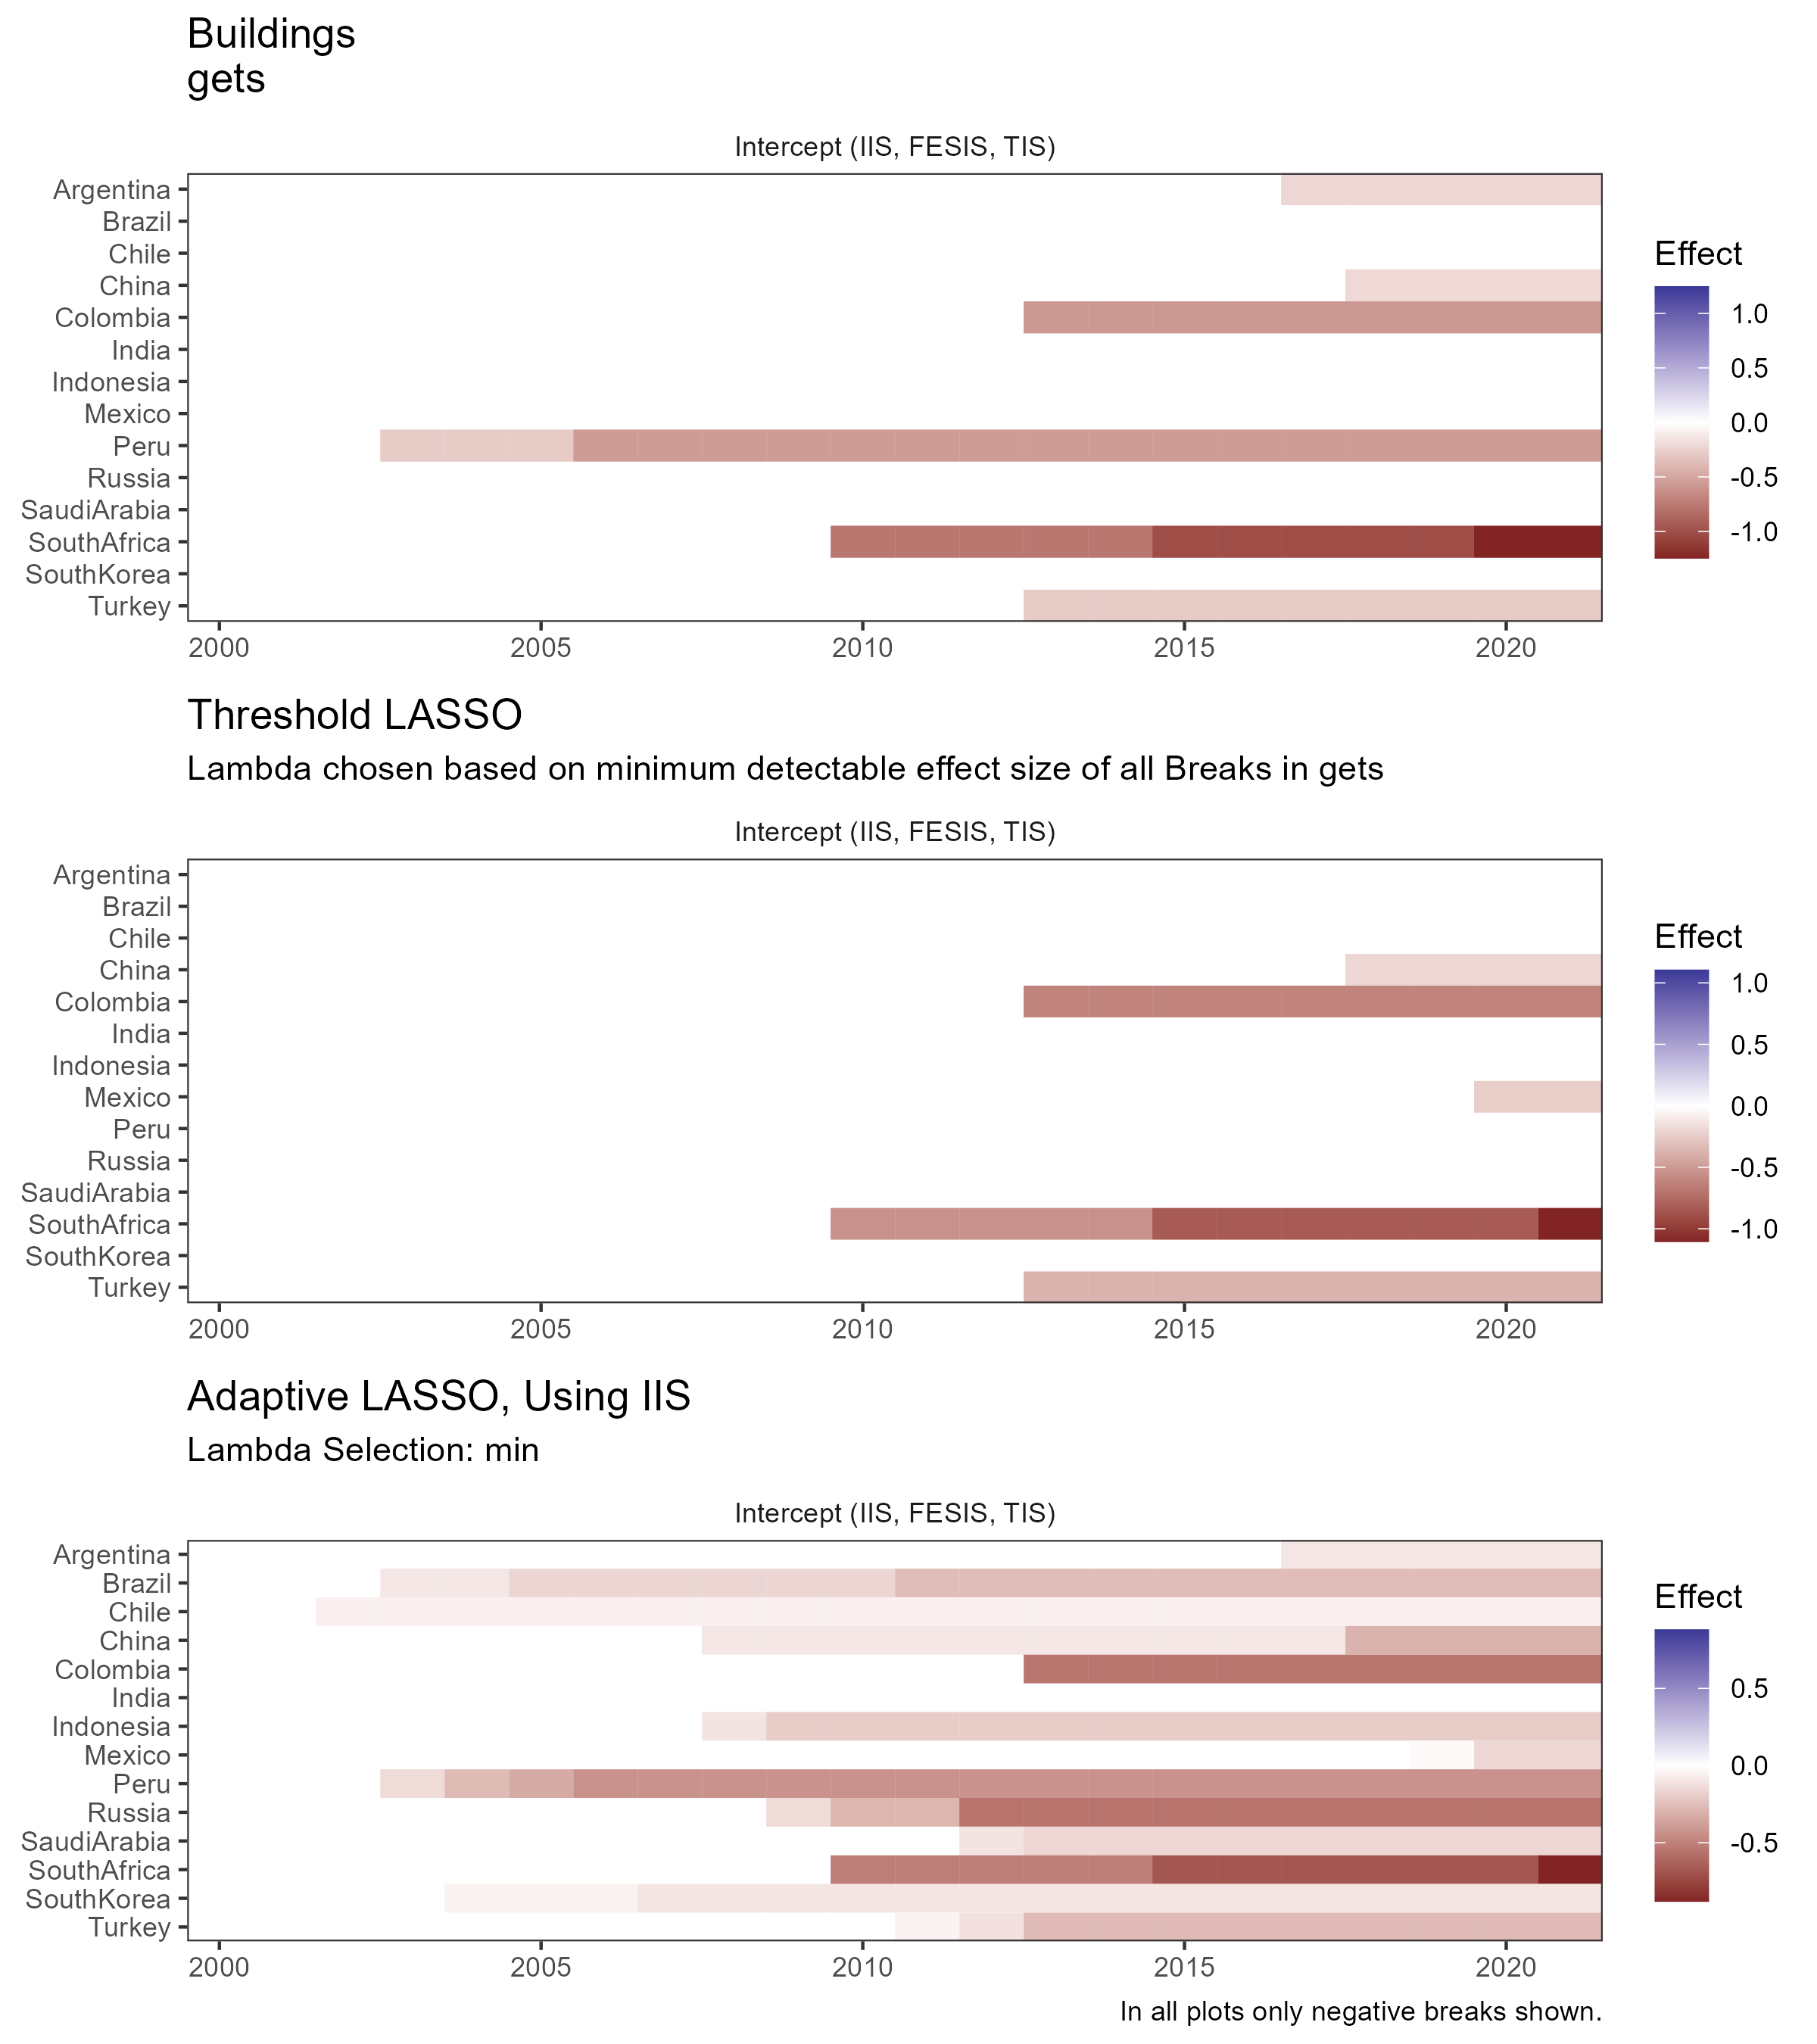 Buildings
gets
Intercept (IIS, FESIS, TIS)
Argentina
Brazil
Chile
China
Colombia
India
Indonesia
Mexico
Peru
Russia
SaudiArabia
SouthAfrica
SouthKorea
Turkey
2000 2005 2010 2015 2020
Effect
1.0
0.5
0.0
-0.5
-1.0
Threshold LASSO
Lambda chosen based on minimum detectable effect size of all Breaks in gets
Intercept (IIS, FESIS, TIS)
Argentina
Brazil
Chile
China
Colombia
India
Indonesia
Mexico
Peru
Russia
SaudiArabia
SouthAfrica
SouthKorea
Turkey
2000 2005 2010 2015 2020
Effect
1.0
0.5
0.0
-0.5
-1.0
Adaptive LASSO, Using IIS
Lambda Selection: min
Intercept (IIS, FESIS, TIS)
Argentina
Brazil
Chile
China
Colombia
India
Indonesia
Mexico
Peru
Russia
SaudiArabia
SouthAfrica
SouthKorea
Turkey
2000 2005 2010 2015 2020
Effect
0.5
0.0
-0.5
In all plots only negative breaks shown.